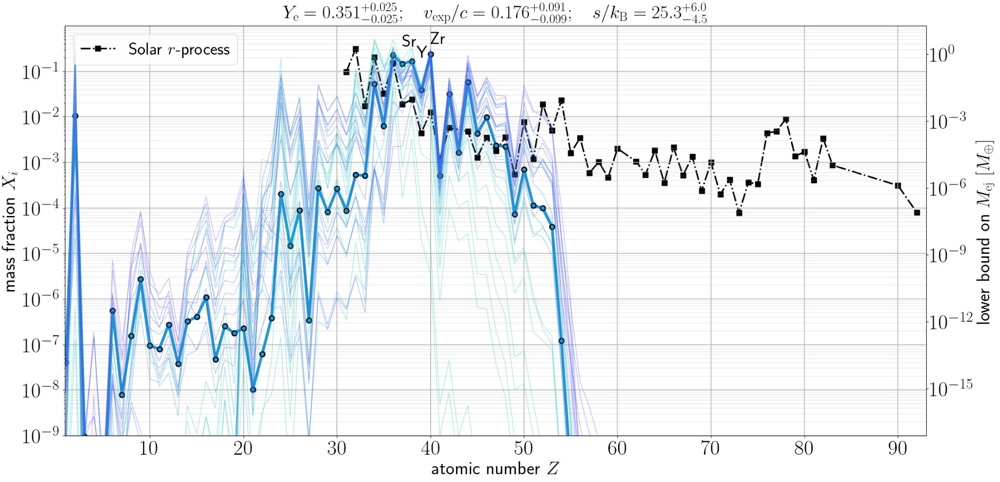 Yₑ = 0.351⁺⁰·⁰²⁵₋₀.₀₂₅; v_exp/c = 0.176⁺⁰·⁰⁹¹₋₀.₀₉₉; s/k_B = 25.3⁺⁶·⁰₋₄.₅
Solar r-process
Sr
Y
Zr
10⁻¹
10⁻²
10⁻³
10⁻⁴
10⁻⁵
10⁻⁶
10⁻⁷
10⁻⁸
10⁻⁹
mass fraction Xᵢ
10⁰
10⁻³
10⁻⁶
10⁻⁹
10⁻¹²
10⁻¹⁵
lower bound on M_ej [M_⊕]
10 20 30 40 50 60 70 80 90
atomic number Z